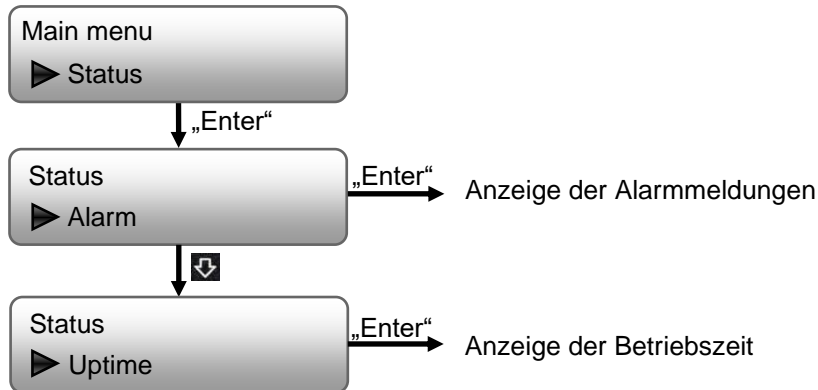 Main menu
Status
„Enter“
Status
Alarm
„Enter“
Anzeige der Alarmmeldungen
Status
Uptime
„Enter“
Anzeige der Betriebszeit